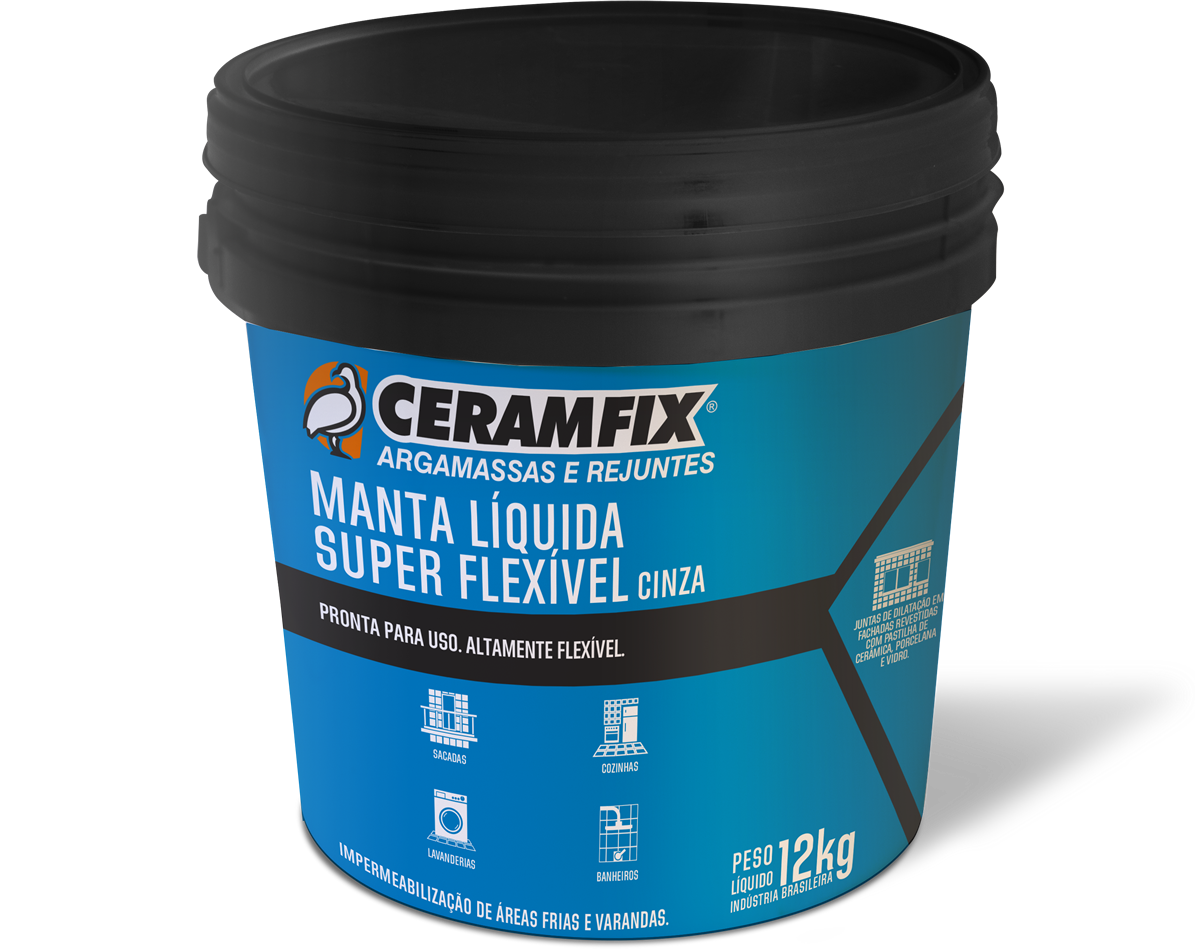 CERAMFIX®
ARGAMASSAS E REJUNTES
MANTA LÍQUIDA
SUPER FLEXÍVEL CINZA
PRONTA PARA USO. ALTAMENTE FLEXÍVEL.
JUNTAS DE DILATAÇÃO EM
FACHADAS REVESTIDAS
COM PASTILHA DE
CERÂMICA, PORCELANA
E VIDRO.
SACADAS
COZINHAS
LAVANDERIAS
BANHEIROS
IMPERMEABILIZAÇÃO DE ÁREAS FRIAS E VARANDAS.
PESO
LÍQUIDO 12kg
INDÚSTRIA BRASILEIRA